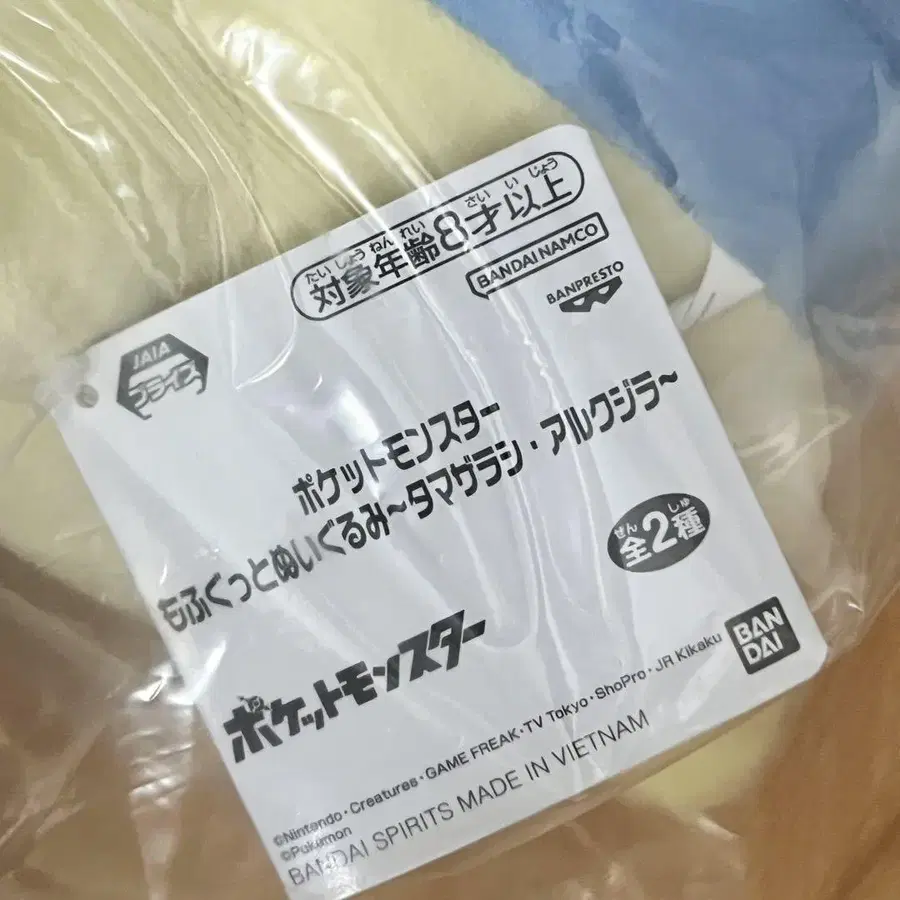 たいしょうねんれい さい いじょう
対象年齢8才以上
BANDAI NAMCO
BANPRESTO
JAIA
プライズ
ポケットモンスター
もふぐっとぬいぐるみ~タマゲラシ・アルクジラ~
ぜん しゅ
全2種
ポケットモンスター
BAN
DAI
©Nintendo・Creatures・GAME FREAK・TV Tokyo・ShoPro・JR Kikaku
©Pokémon
BANDAI SPIRITS MADE IN VIETNAM